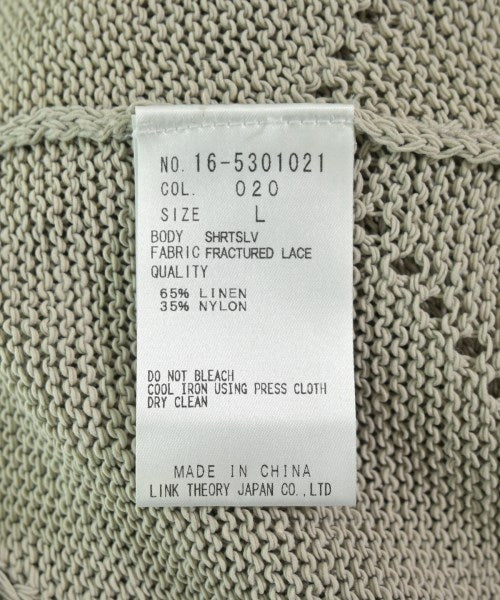 NO. 16-5301021
COL. 020
SIZE L
BODY SHRTSLV
FABRIC FRACTURED LACE
QUALITY
65% LINEN
35% NYLON
DO NOT BLEACH
COOL IRON USING PRESS CLOTH
DRY CLEAN
MADE IN CHINA
LINK THEORY JAPAN CO.,LTD